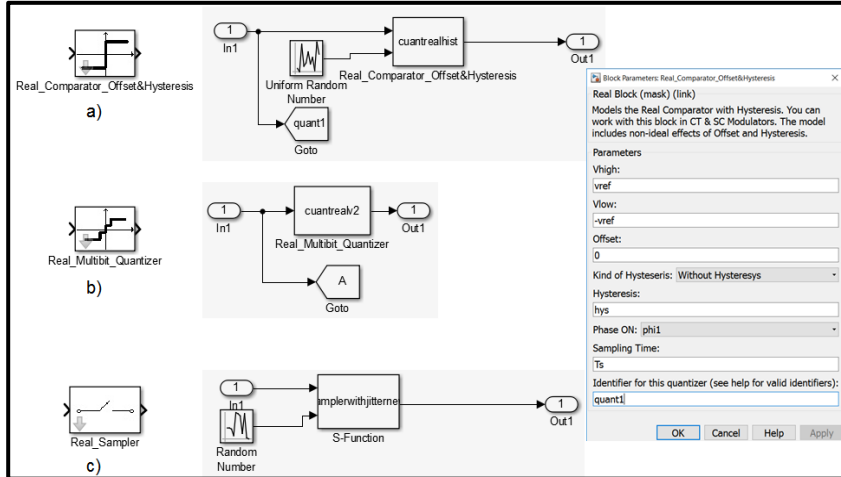 Real_Comparator_Offset&Hysteresis
a)
1
In1
Uniform Random
Number
cuantrealhist
Real_Comparator_Offset&Hysteresis
1
Out1
quant1
Goto
Real_Multibit_Quantizer
b)
1
In1
cuantrealv2
Real_Multibit_Quantizer
1
Out1
A
Goto
Real_Sampler
c)
1
In1
Random
Number
mplerwithjitterne
S-Function
1
Out1
Block Parameters: Real_Comparator_Offset&Hysteresis
Real Block (mask) (link)
Models the Real Comparator with Hysteresis. You can
work with this block in CT & SC Modulators. The model
includes non-ideal effects of Offset and Hysteresis.
Parameters
Vhigh:
vref
Vlow:
-vref
Offset:
0
Kind of Hysteseris: Without Hysteresys
Hysteresis:
hys
Phase ON: phi1
Sampling Time:
Ts
Identifier for this quantizer (see help for valid identifiers):
quant1
OK Cancel Help Apply